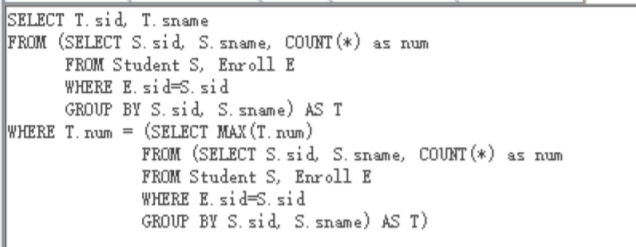 SELECT T.sid, T.sname
FROM (SELECT S.sid, S.sname, COUNT(*) as num
FROM Student S, Enroll E
WHERE E.sid=S.sid
GROUP BY S.sid, S.sname) AS T
WHERE T.num = (SELECT MAX(T.num)
FROM (SELECT S.sid, S.sname, COUNT(*) as num
FROM Student S, Enroll E
WHERE E.sid=S.sid
GROUP BY S.sid, S.sname) AS T)